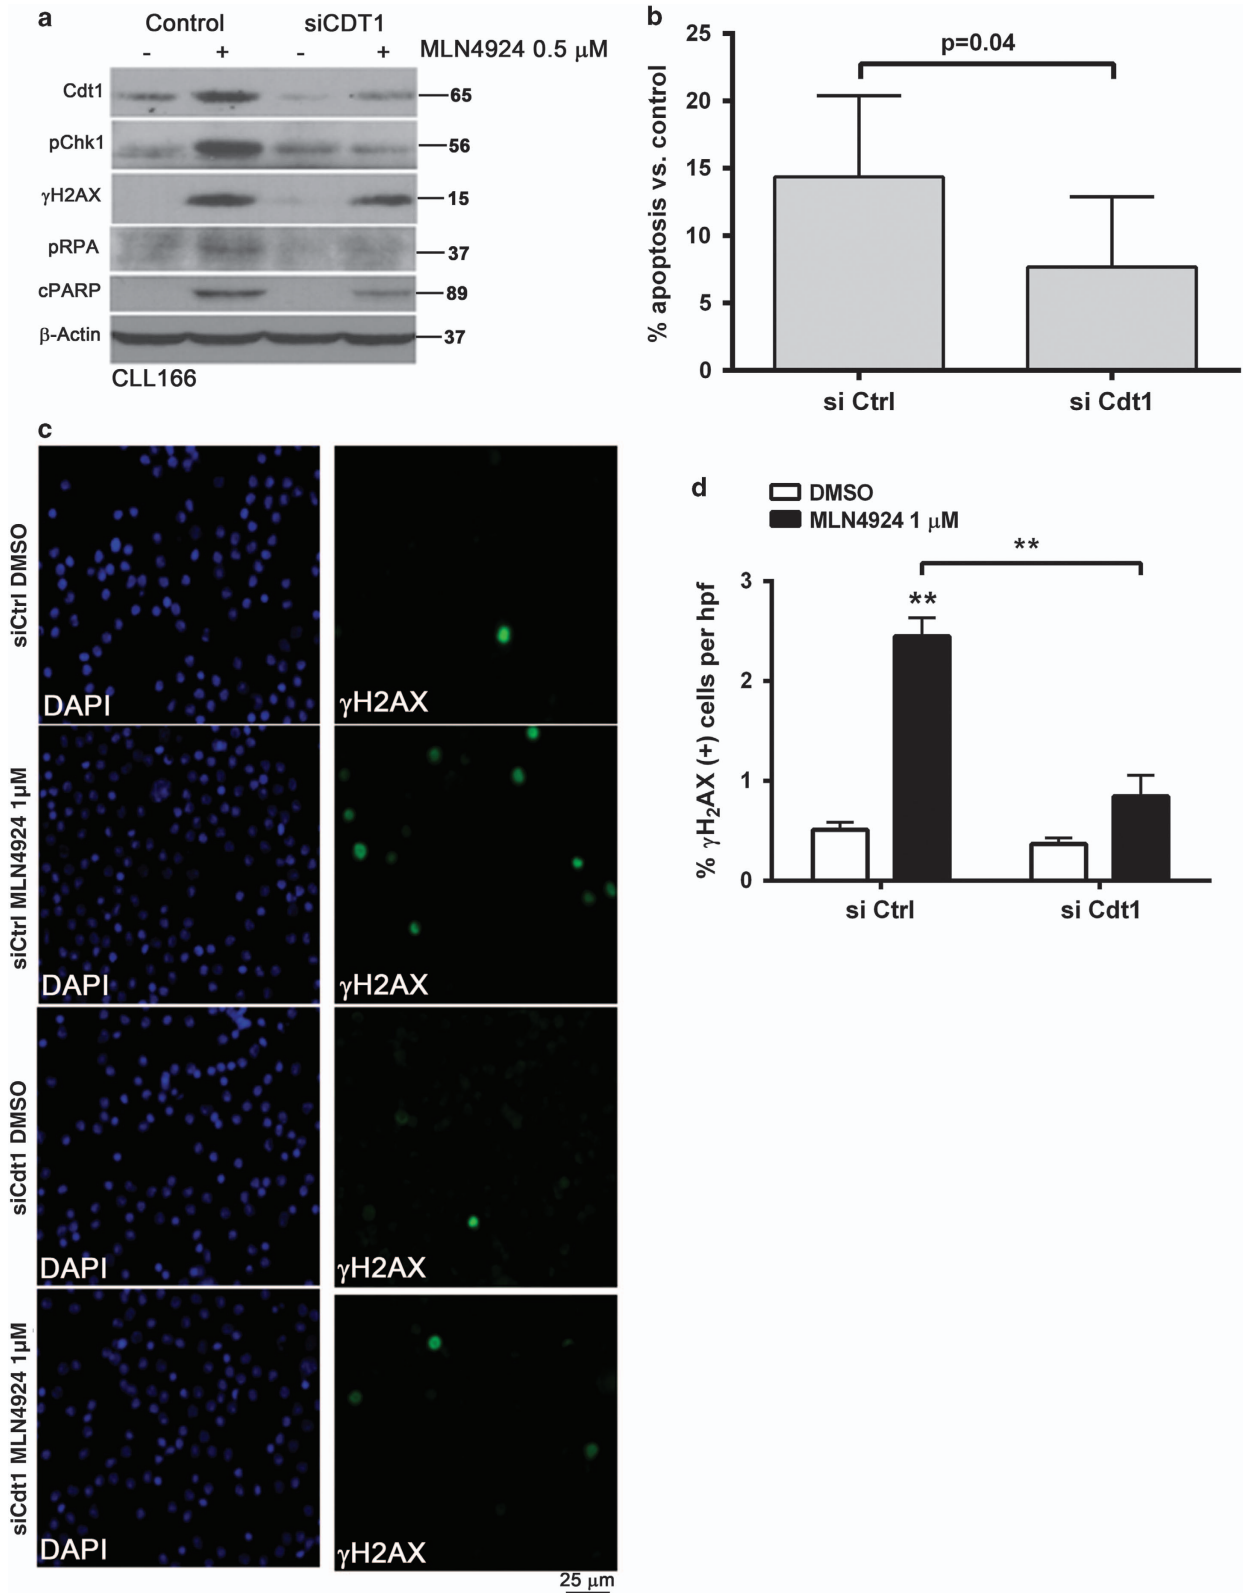 a
Control siCDT1
- + - + MLN4924 0.5 μM
Cdt1 65
pChk1 56
γH2AX 15
pRPA 37
cPARP 89
β-Actin 37
CLL166
b
p=0.04
% apoptosis vs. control
25
20
15
10
5
0
si Ctrl si Cdt1
c
siCtrl DMSO
DAPI γH2AX
siCtrl MLN4924 1μM
DAPI γH2AX
siCdt1 DMSO
DAPI γH2AX
siCdt1 MLN4924 1μM
DAPI γH2AX
25 μm
d
DMSO
MLN4924 1 μM
**
**
% γH2AX (+) cells per hpf
3
2
1
0
si Ctrl si Cdt1